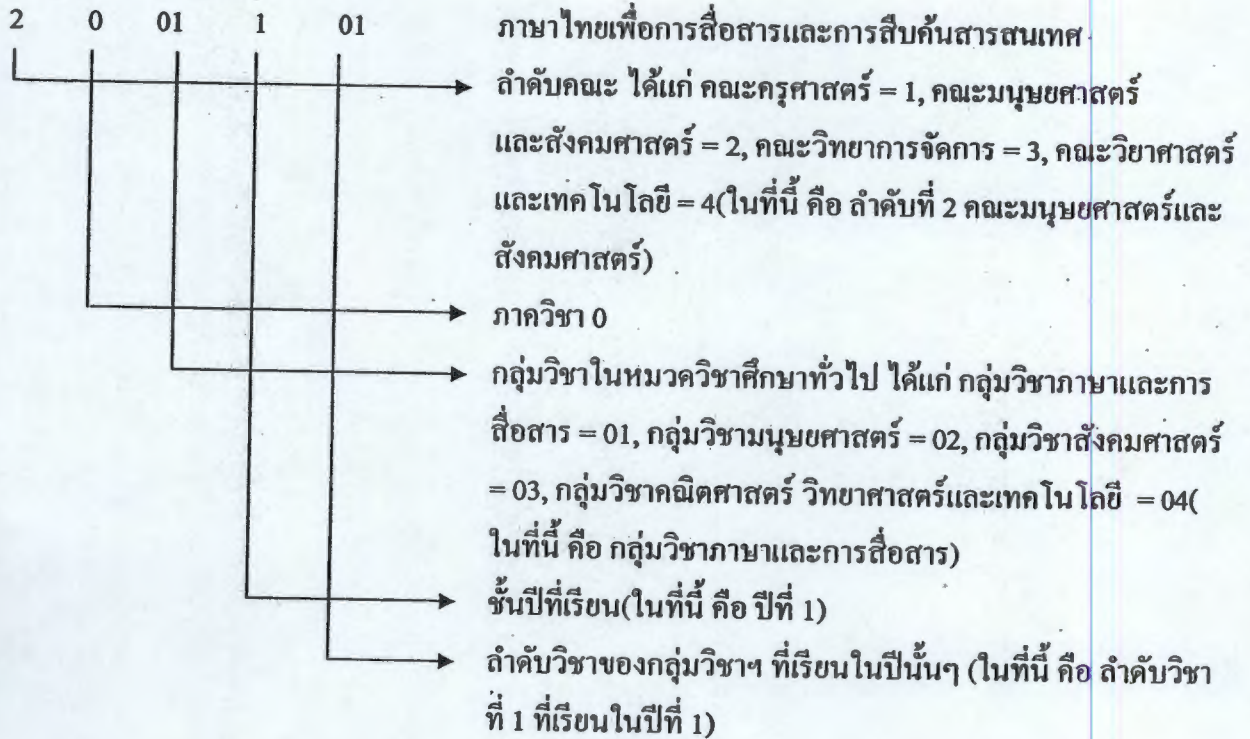 2 0 01 1 01 ภาษาไทยเพื่อการสื่อสารและการสืบค้นสารสนเทศ
ลำดับคณะ ได้แก่ คณะครุศาสตร์ = 1, คณะมนุษยศาสตร์
และสังคมศาสตร์ = 2, คณะวิทยาการจัดการ = 3, คณะวิยาศาสตร์
และเทคโนโลยี = 4(ในที่นี้ คือ ลำดับที่ 2 คณะมนุษยศาสตร์และ
สังคมศาสตร์)
ภาควิชา 0
กลุ่มวิชาในหมวดวิชาศึกษาทั่วไป ได้แก่ กลุ่มวิชาภาษาและการ
สื่อสาร = 01, กลุ่มวิชามนุษยศาสตร์ = 02, กลุ่มวิชาสังคมศาสตร์
= 03, กลุ่มวิชาคณิตศาสตร์ วิทยาศาสตร์และเทคโนโลยี = 04(
ในที่นี้ คือ กลุ่มวิชาภาษาและการสื่อสาร)
ชั้นปีที่เรียน(ในที่นี้ คือ ปีที่ 1)
ลำดับวิชาของกลุ่มวิชาฯ ที่เรียนในปีนั้นๆ (ในที่นี้ คือ ลำดับวิชา
ที่ 1 ที่เรียนในปีที่ 1)